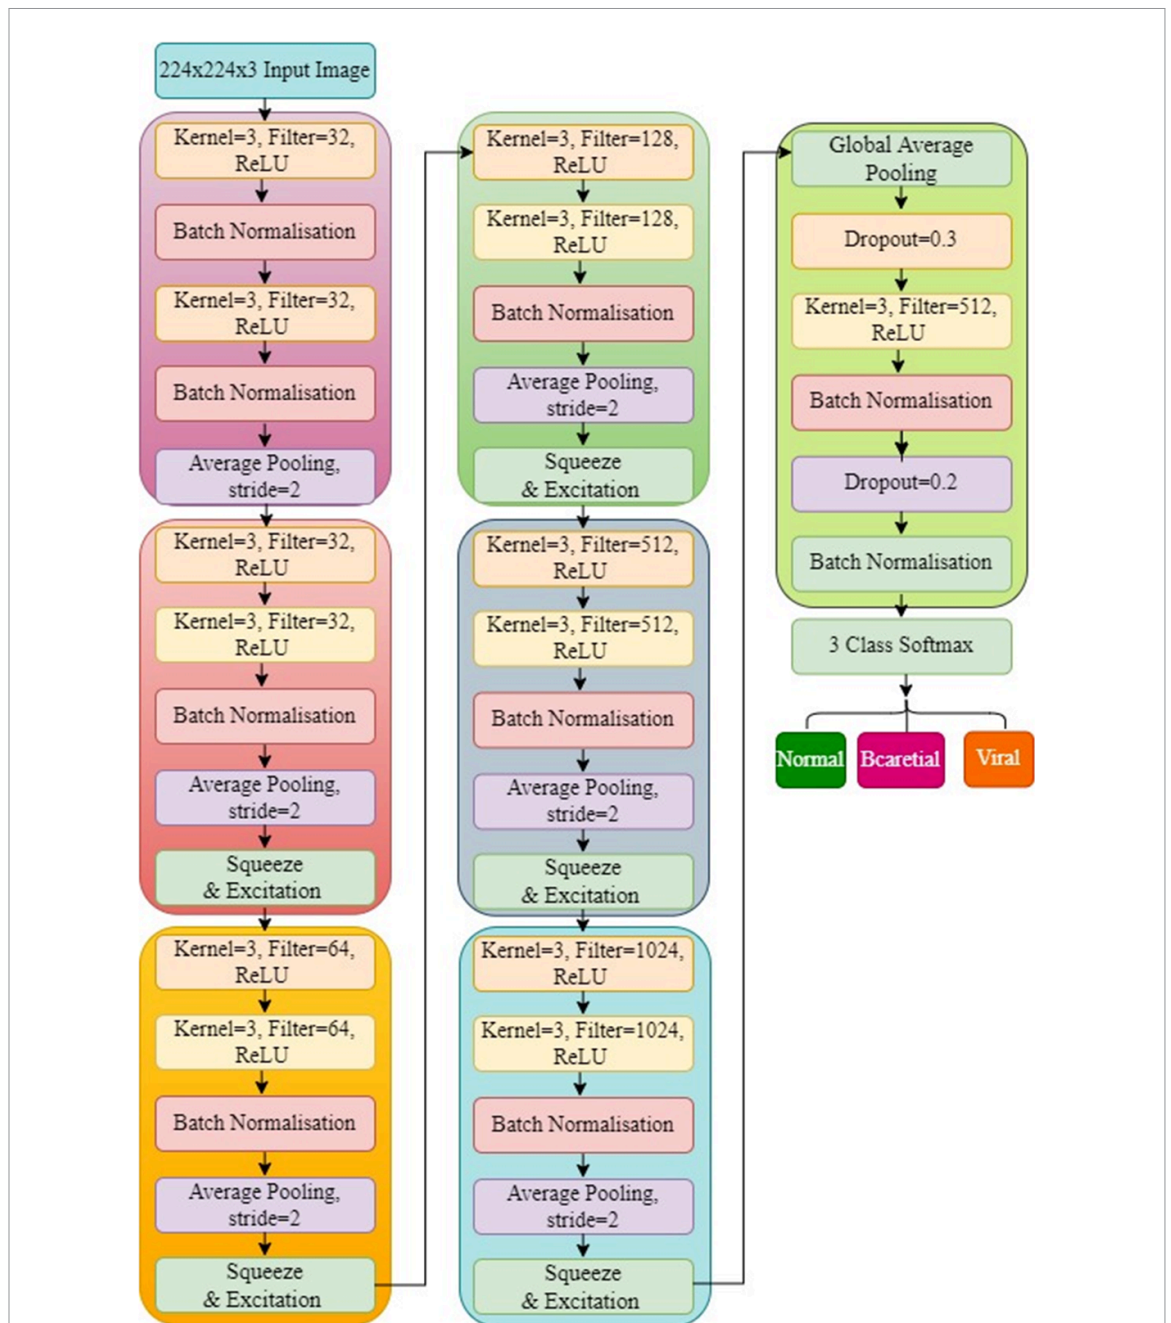 224x224x3 Input Image
Kernel=3, Filter=32,
ReLU
Batch Normalisation
Kernel=3, Filter=32,
ReLU
Batch Normalisation
Average Pooling,
stride=2
Kernel=3, Filter=32,
ReLU
Kernel=3, Filter=32,
ReLU
Batch Normalisation
Average Pooling,
stride=2
Squeeze
& Excitation
Kernel=3, Filter=64,
ReLU
Kernel=3, Filter=64,
ReLU
Batch Normalisation
Average Pooling,
stride=2
Squeeze
& Excitation
Kernel=3, Filter=128,
ReLU
Kernel=3, Filter=128,
ReLU
Batch Normalisation
Average Pooling,
stride=2
Squeeze
& Excitation
Kernel=3, Filter=512,
ReLU
Kernel=3, Filter=512,
ReLU
Batch Normalisation
Average Pooling,
stride=2
Squeeze
& Excitation
Kernel=3, Filter=1024,
ReLU
Kernel=3, Filter=1024,
ReLU
Batch Normalisation
Average Pooling,
stride=2
Squeeze
& Excitation
Global Average
Pooling
Dropout=0.3
Kernel=3, Filter=512,
ReLU
Batch Normalisation
Dropout=0.2
Batch Normalisation
3 Class Softmax
Normal
Bcaretial
Viral